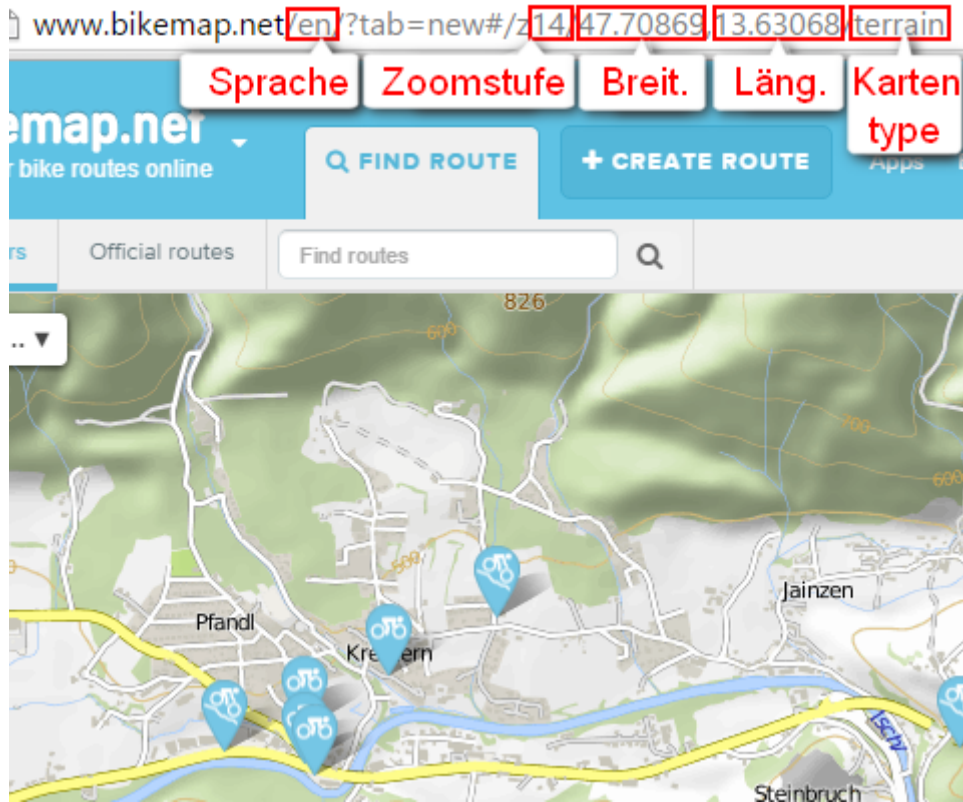 www.bikemap.net/en/?tab=new#/z14/47.70869,13.63068/terrain
Sprache Zoomstufe Breit. Läng. Karten
type
emap.net
r bike routes online
FIND ROUTE
+ CREATE ROUTE
Apps
rs
Official routes
Find routes
.. ▼
826
600
700
600
500
Jainzen
Pfandl
Ischl
Steinbruch